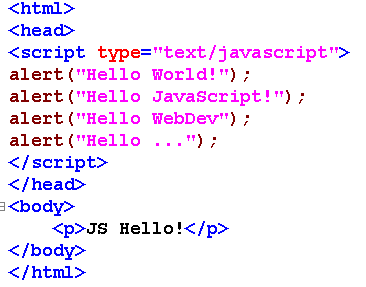 <html>
<head>
<script type="text/javascript">
alert("Hello World!");
alert("Hello JavaScript!");
alert("Hello WebDev");
alert("Hello ...");
</script>
</head>
<body>
    <p>JS Hello!</p>
</body>
</html>